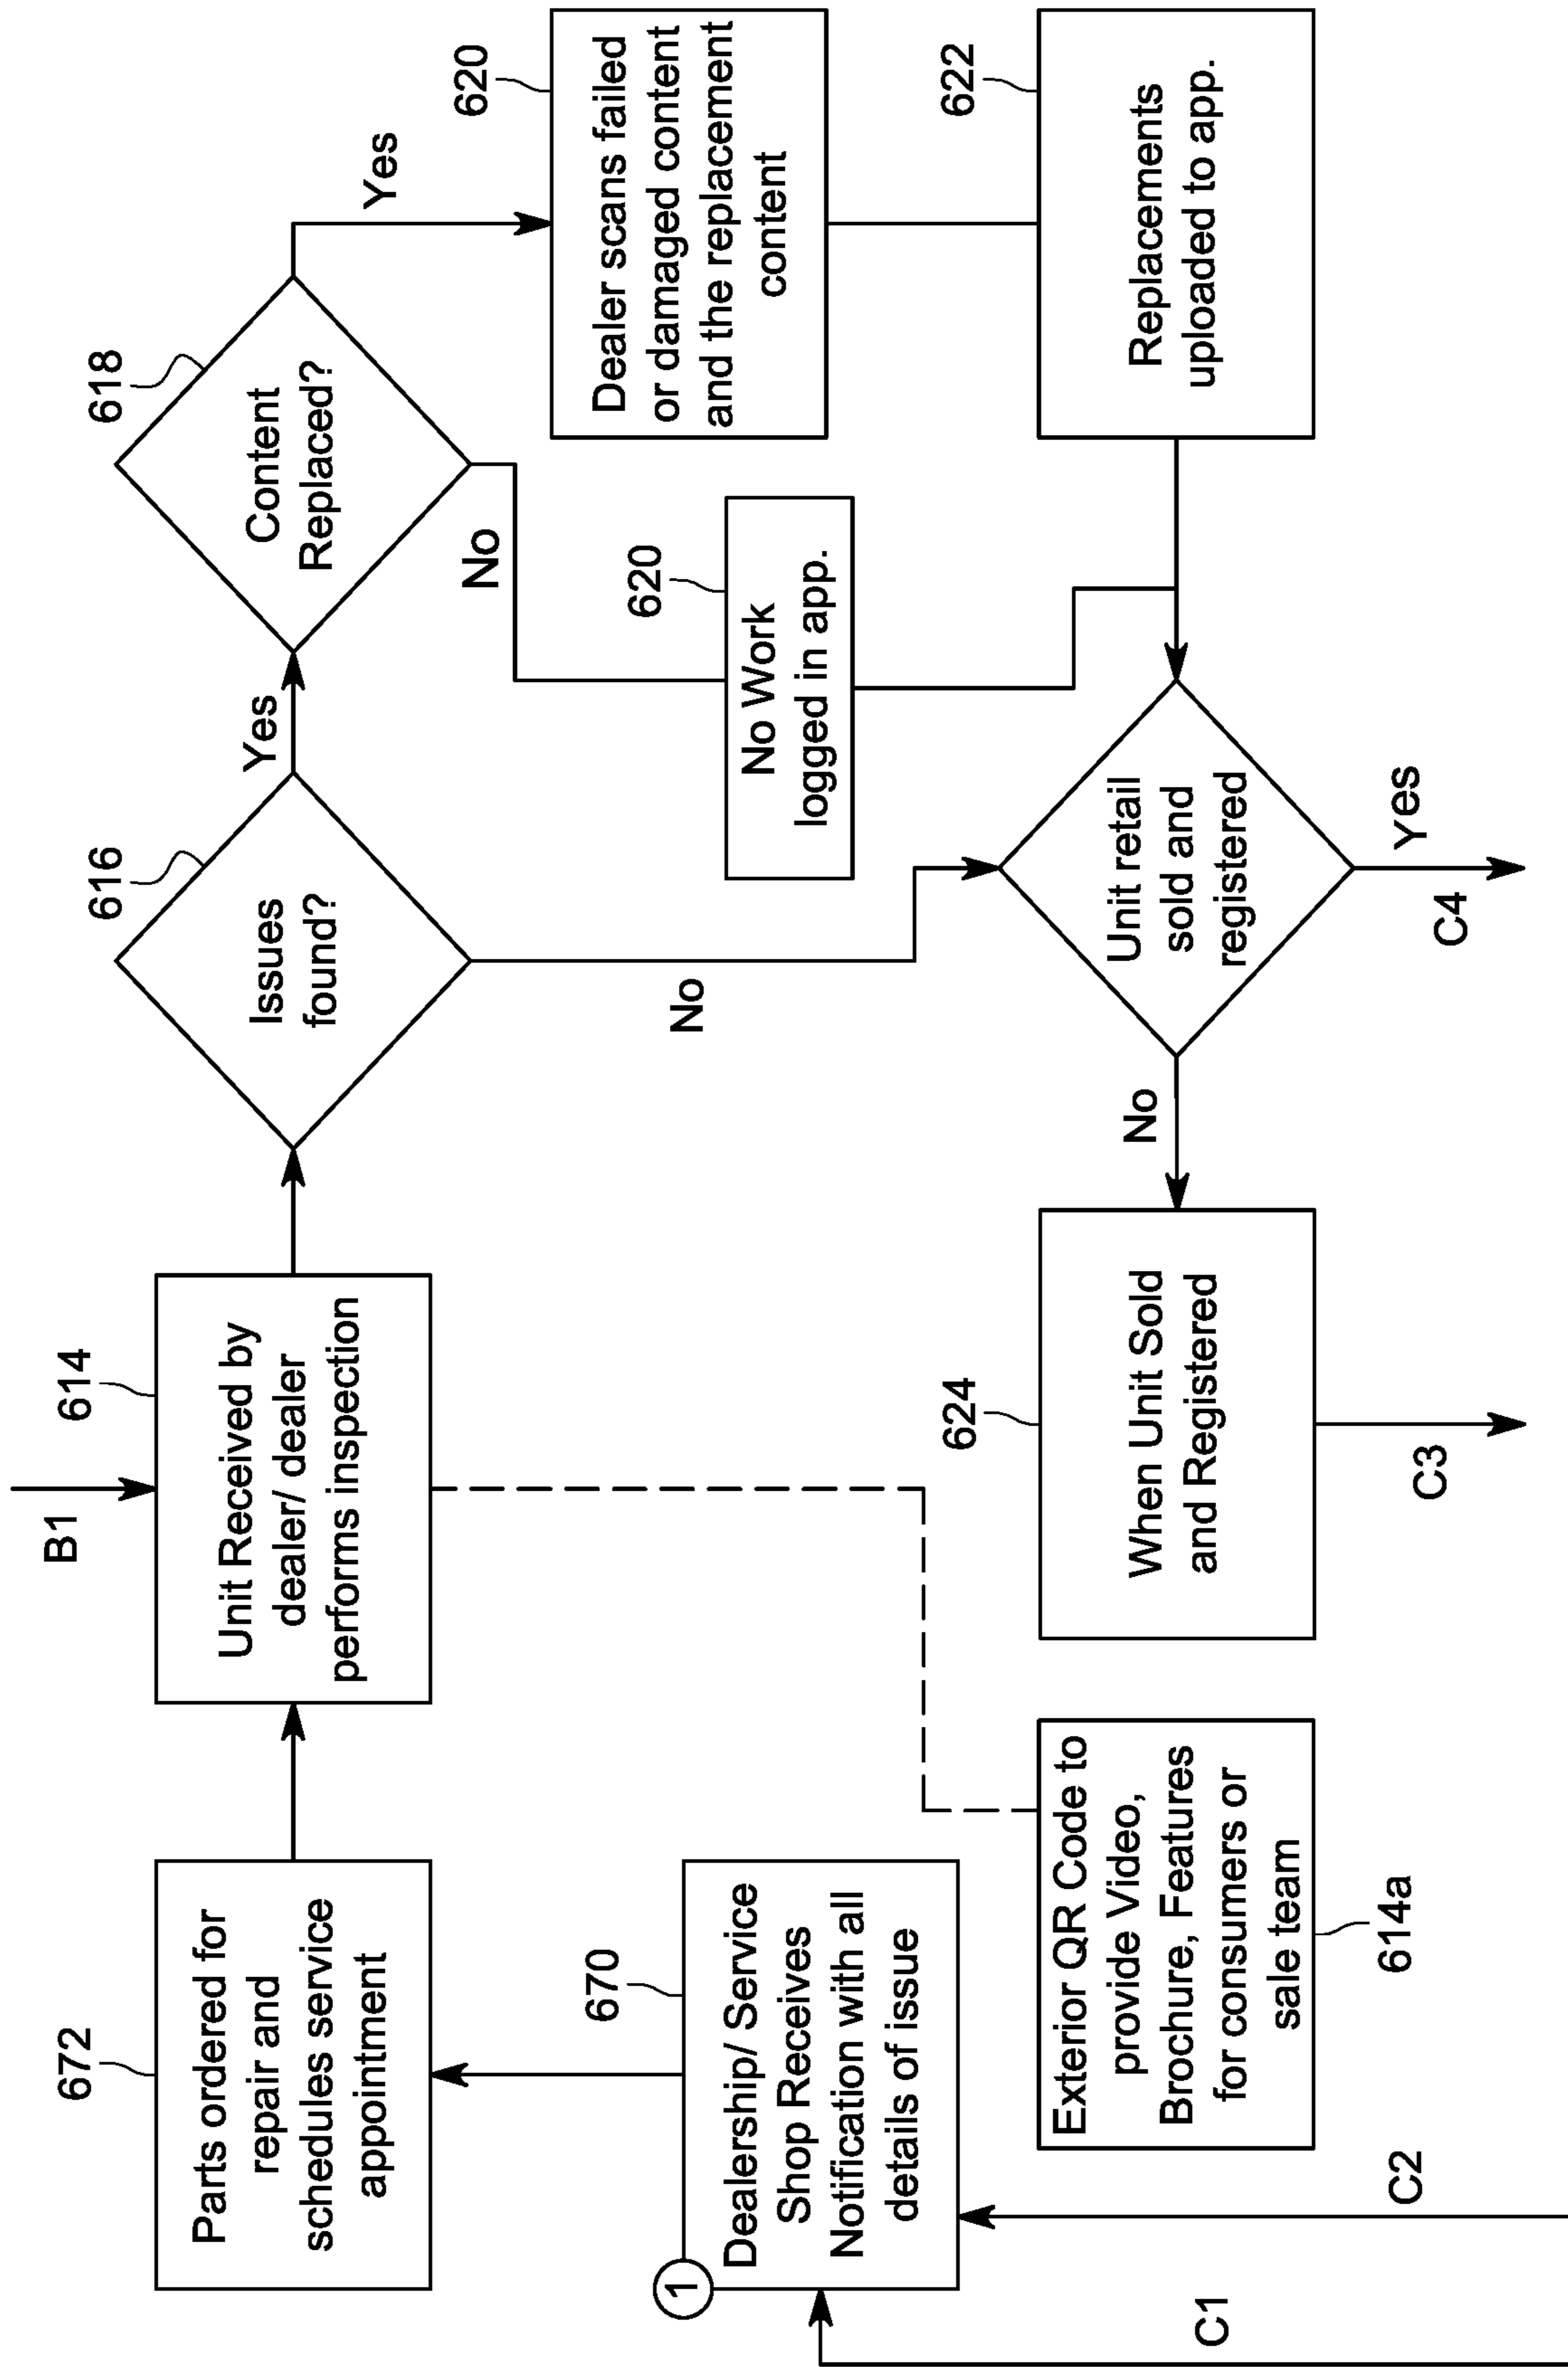 B1
672
Parts ordered for
repair and
schedules service
appointment
614
Unit Received by
dealer/ dealer
performs inspection
616
Issues
found?
Yes
No
618
Content
Replaced?
Yes
No
620
Dealer scans failed
or damaged content
and the replacement
content
620
No Work
logged in app.
622
Replacements
uploaded to app.
1
670
Dealership/ Service
Shop Receives
Notification with all
details of issue
Exterior QR Code to
provide Video,
Brochure, Features
for consumers or
sale team
614a
624
When Unit Sold
and Registered
No
Unit retail
sold and
registered
Yes
C1
C2
C3
C4